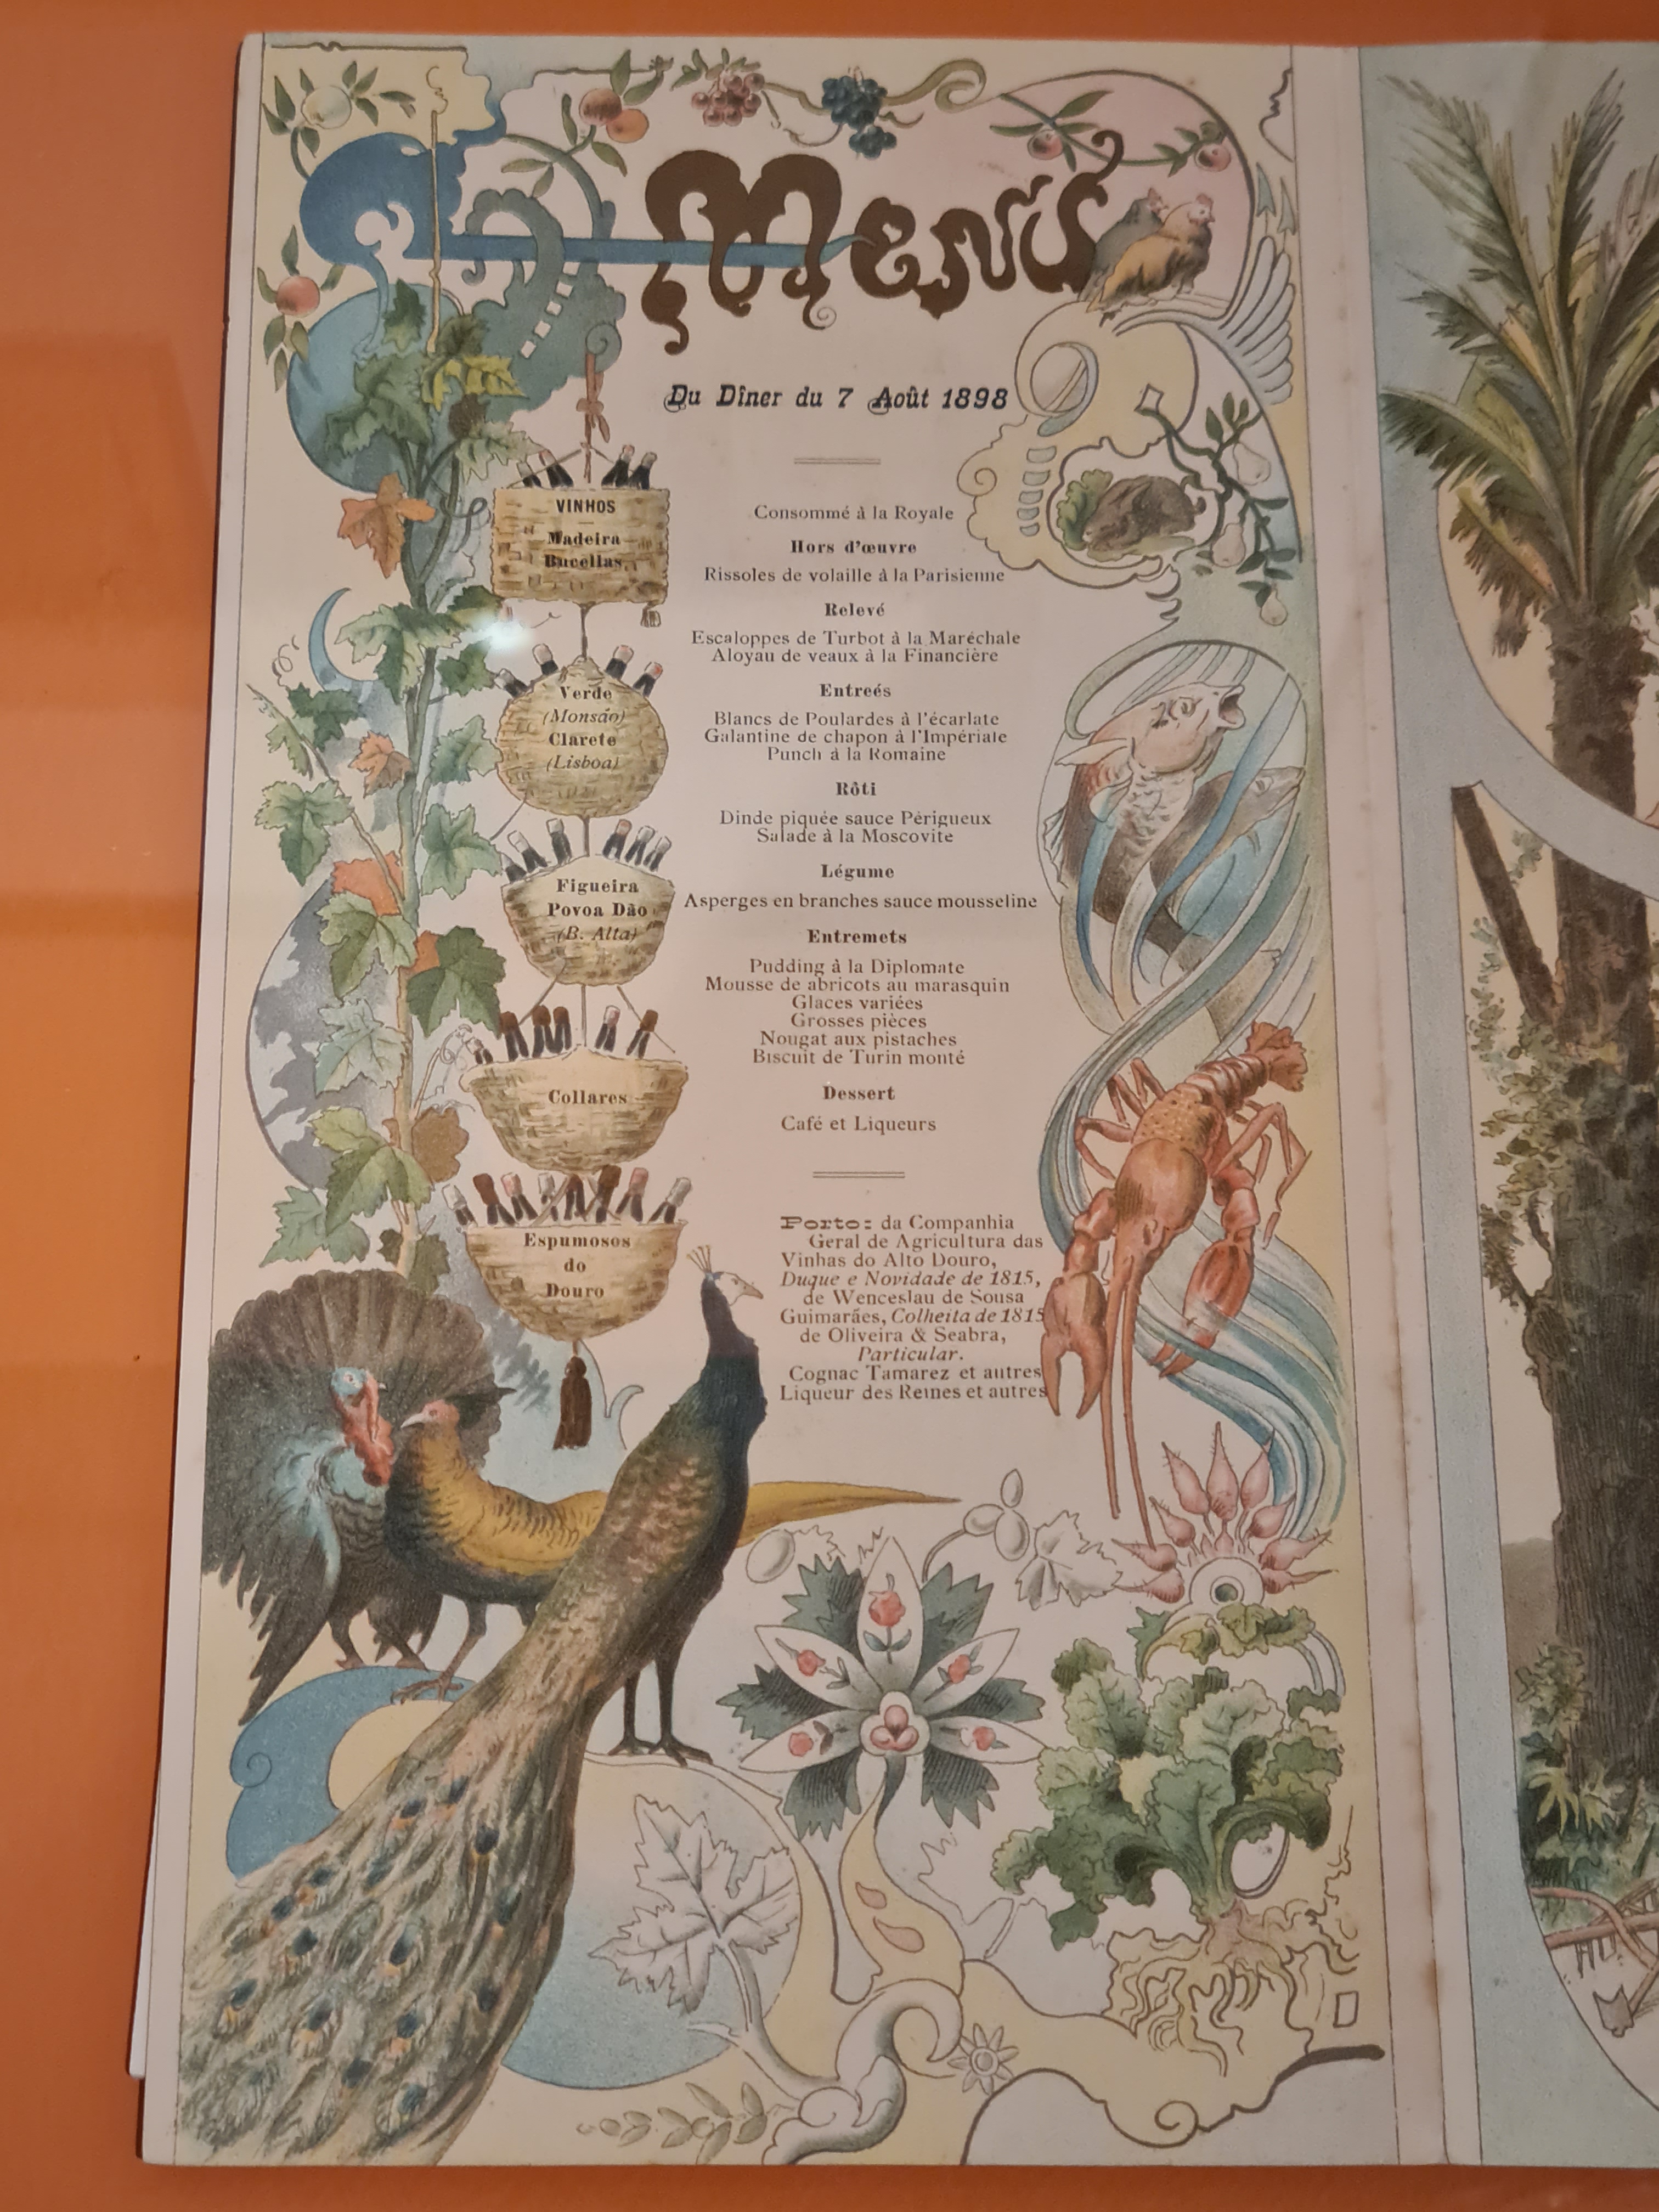 Menu
Du Dîner du 7 Août 1898
VINHOS
Madeira
Bucellas
Verde
(Monsão)
Clarete
(Lisboa)
Figueira
Povoa Dão
(B. Alta)
Collares
Espumosos
do
Douro
Consommé à la Royale
Hors d'œuvre
Rissoles de volaille à la Parisienne
Relevé
Escaloppes de Turbot à la Maréchale
Aloyau de veaux à la Financière
Entreés
Blancs de Poulardes à l'écarlate
Galantine de chapon à l'Impériale
Punch à la Romaine
Rôti
Dinde piquée sauce Périgueux
Salade à la Moscovite
Légume
Asperges en branches sauce mousseline
Entremets
Pudding à la Diplomate
Mousse de abricots au marasquin
Glaces variées
Grosses pièces
Nougat aux pistaches
Biscuit de Turin monté
Dessert
Café et Liqueurs
Porto: da Companhia
Geral de Agricultura das
Vinhas do Alto Douro,
Duque e Novidade de 1815,
de Wenceslau de Sousa
Guimarães, Colheita de 1815
de Oliveira & Seabra,
Particular.
Cognac Tamarez et autres
Liqueur des Reines et autres